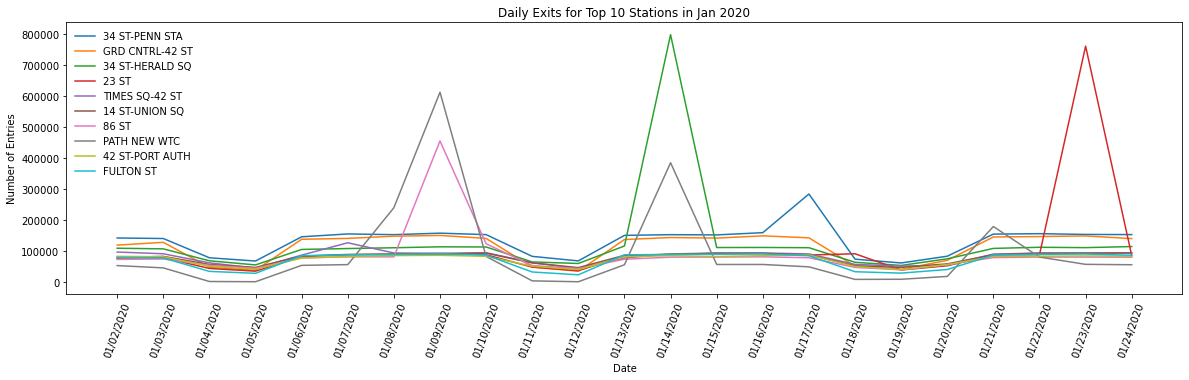 Daily Exits for Top 10 Stations in Jan 2020
800000
700000
600000
500000
400000
300000
200000
100000
0
Number of Entries
34 ST-PENN STA
GRD CNTRL-42 ST
34 ST-HERALD SQ
23 ST
TIMES SQ-42 ST
14 ST-UNION SQ
86 ST
PATH NEW WTC
42 ST-PORT AUTH
FULTON ST
01/02/2020
01/03/2020
01/04/2020
01/05/2020
01/06/2020
01/07/2020
01/08/2020
01/09/2020
01/10/2020
01/11/2020
01/12/2020
01/13/2020
01/14/2020
01/15/2020
01/16/2020
01/17/2020
01/18/2020
01/19/2020
01/20/2020
01/21/2020
01/22/2020
01/23/2020
01/24/2020
Date